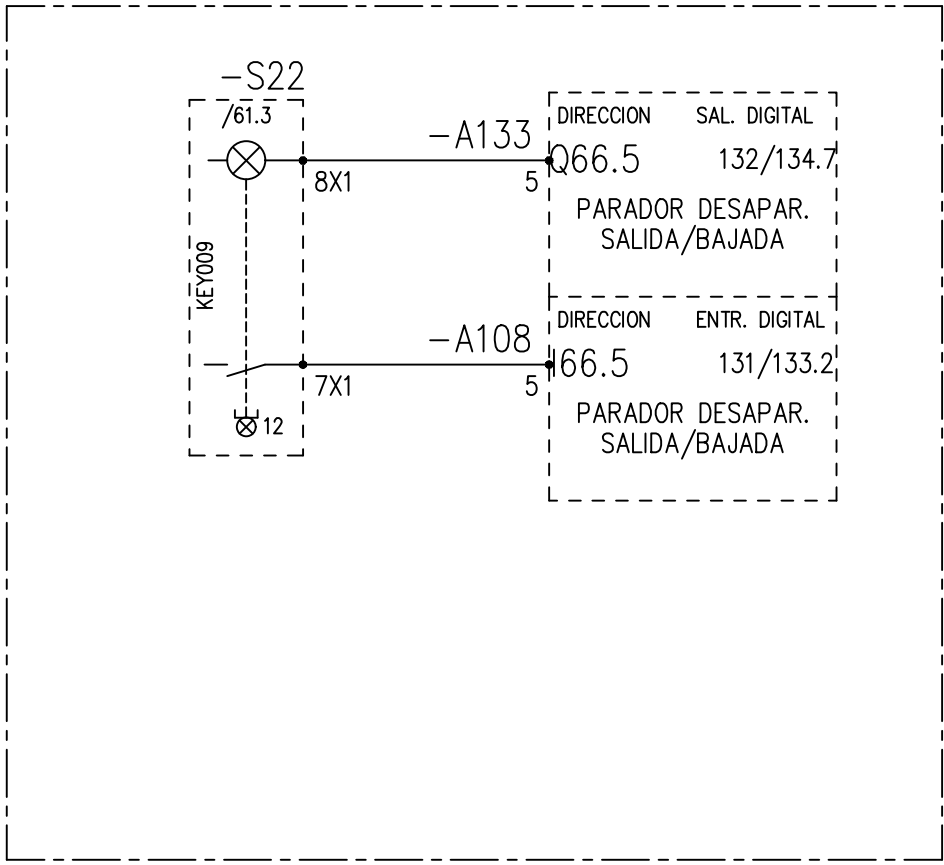 -S22
/61.3
KEY009
8X1
-A133
5
DIRECCION SAL. DIGITAL
Q66.5 132/134.7
PARADOR DESAPAR.
SALIDA/BAJADA
7X1
-A108
5
12
DIRECCION ENTR. DIGITAL
I66.5 131/133.2
PARADOR DESAPAR.
SALIDA/BAJADA